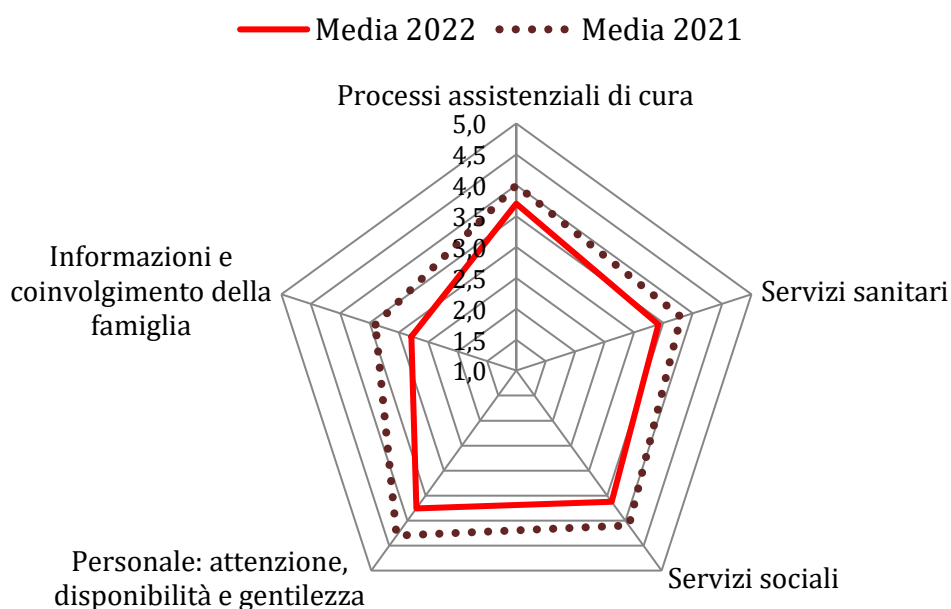 Media 2022 Media 2021
Processi assistenziali di cura
5,0
4,5
4,0
3,5
3,0
2,5
2,0
1,5
1,0
Informazioni e
coinvolgimento della
famiglia
Servizi sanitari
Personale: attenzione,
disponibilità e gentilezza
Servizi sociali